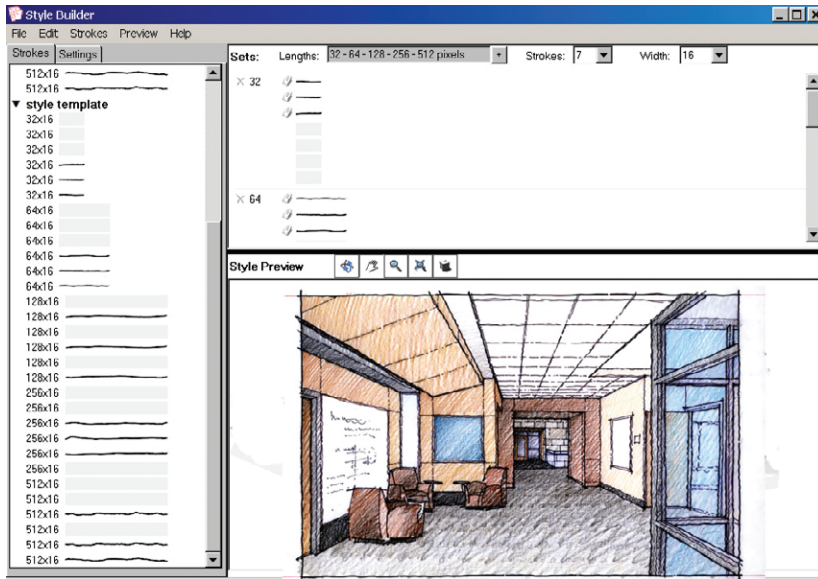 Style Builder
File Edit Strokes Preview Help
Strokes Settings
512x16
512x16
style template
32x16
32x16
32x16
32x16
32x16
32x16
64x16
64x16
64x16
64x16
64x16
64x16
128x16
128x16
128x16
128x16
128x16
128x16
256x16
256x16
256x16
256x16
256x16
256x16
512x16
512x16
512x16
512x16
512x16
512x16
Sets: Lengths: 32 - 64 - 128 - 256 - 512 pixels Strokes: 7 Width: 16
32
64
Style Preview